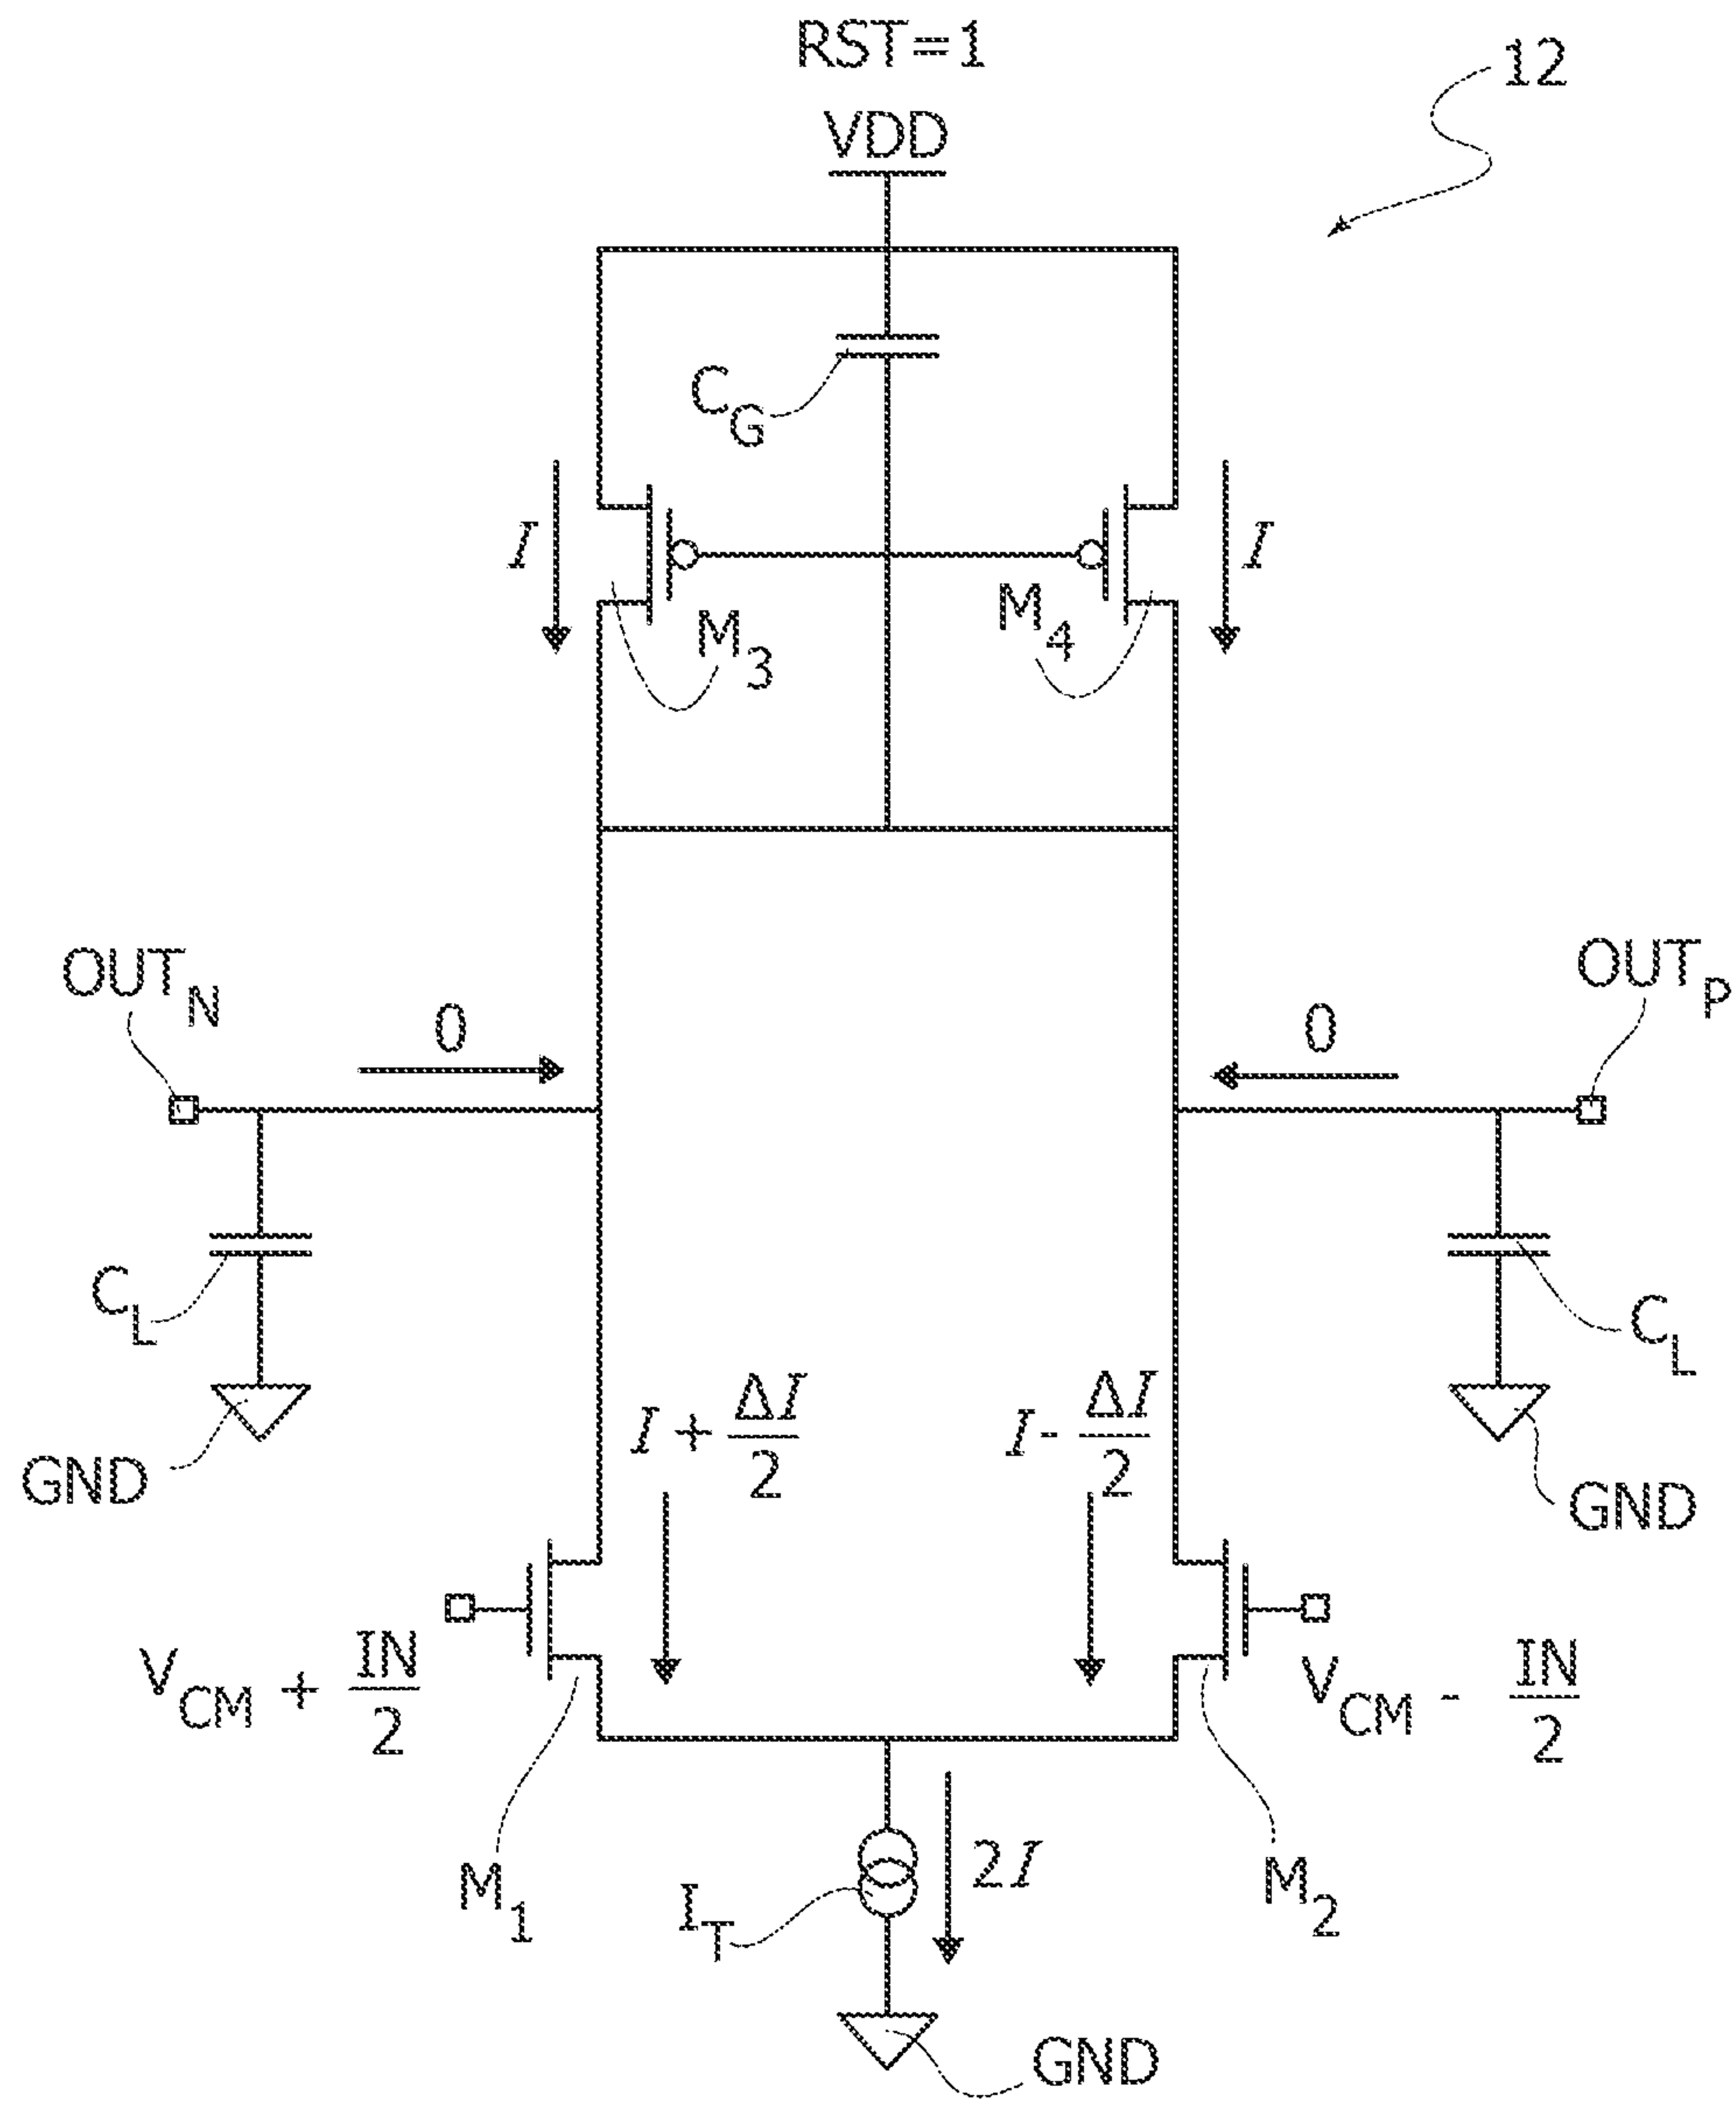 RST=1
12
VDD
C_G
I
I
M_3
M_4
OUT_N
OUT_P
0
0
C_L
C_L
I + ΔI/2
I - ΔI/2
GND
GND
V_CM + IN/2
V_CM - IN/2
M_1
M_2
I_T
2I
GND